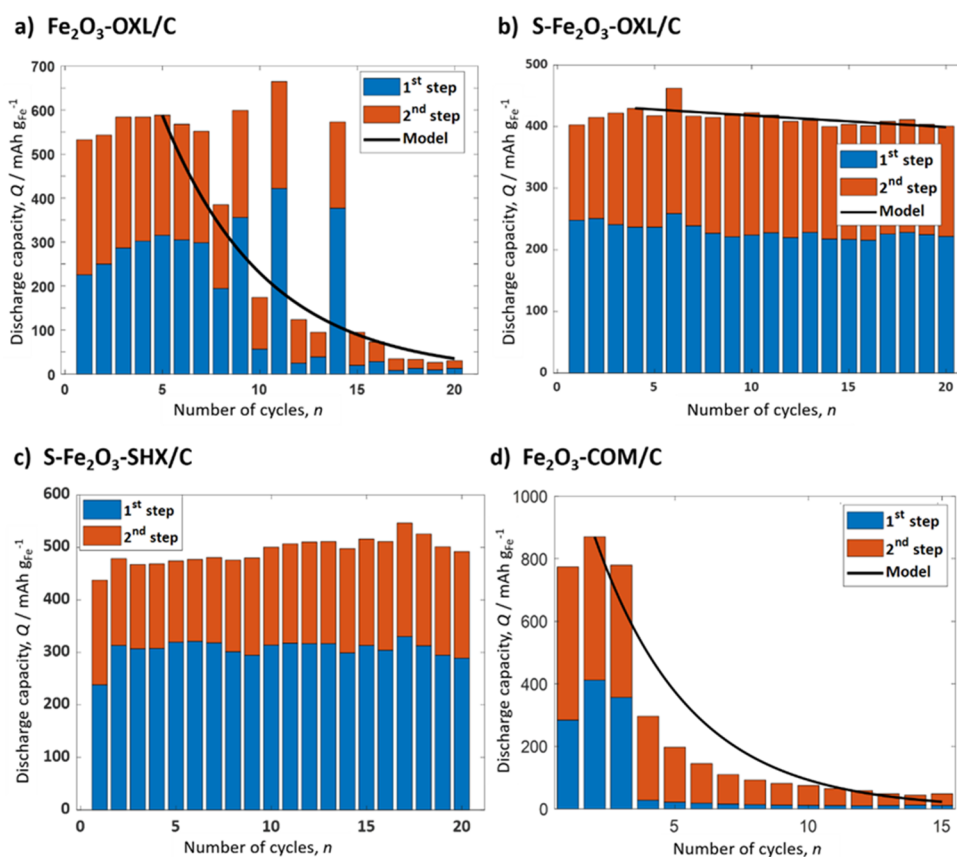 a) Fe₂O₃-OXL/C
700
600
500
400
300
200
100
0
0 5 10 15 20
Discharge capacity, Q / mAh gFe⁻¹
Number of cycles, n
1st step
2nd step
Model
b) S-Fe₂O₃-OXL/C
500
400
300
200
100
0
0 5 10 15 20
Discharge capacity, Q / mAh gFe⁻¹
Number of cycles, n
1st step
2nd step
Model
c) S-Fe₂O₃-SHX/C
600
500
400
300
200
100
0
0 5 10 15 20
Discharge capacity, Q / mAh gFe⁻¹
Number of cycles, n
1st step
2nd step
d) Fe₂O₃-COM/C
1000
800
600
400
200
0
5 10 15
Discharge capacity, Q / mAh gFe⁻¹
Number of cycles, n
1st step
2nd step
Model